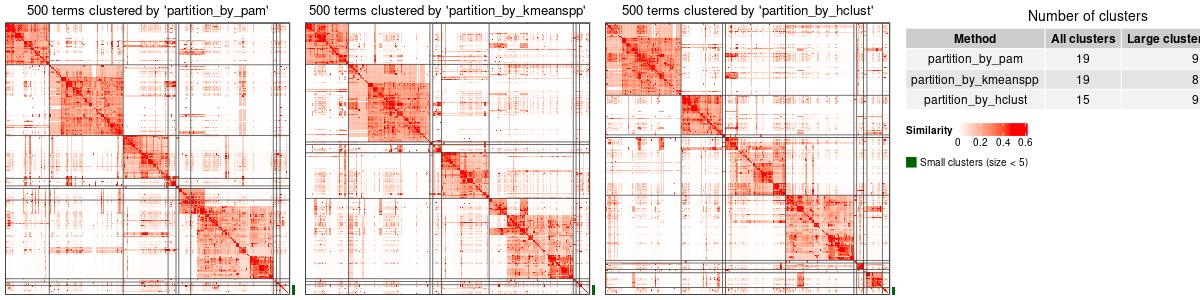 500 terms clustered by 'partition_by_pam'
500 terms clustered by 'partition_by_kmeanspp'
500 terms clustered by 'partition_by_hclust'
Number of clusters
Method All clusters Large
partition_by_pam 19 9
partition_by_kmeanspp 19 8
partition_by_hclust 15 9
Similarity
0 0.2 0.4 0.6
Small clusters (size < 5)